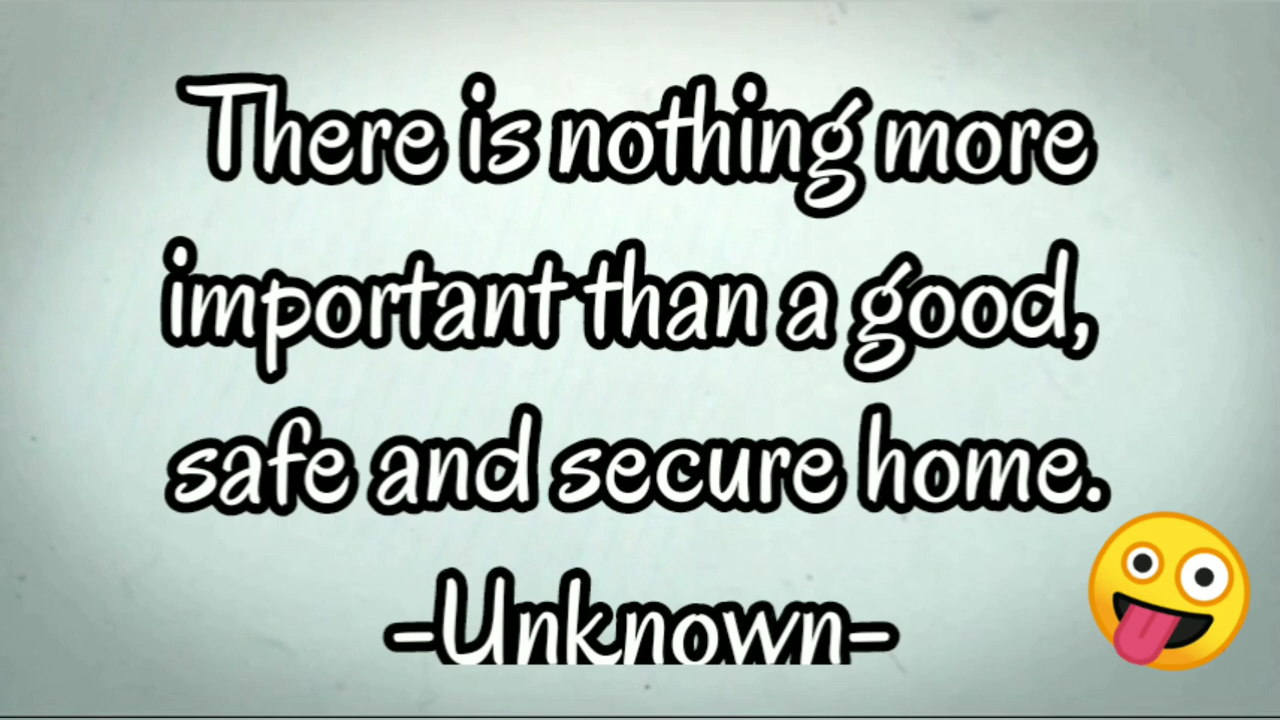 There is nothing more
important than a good,
safe and secure home.
-Unknown-